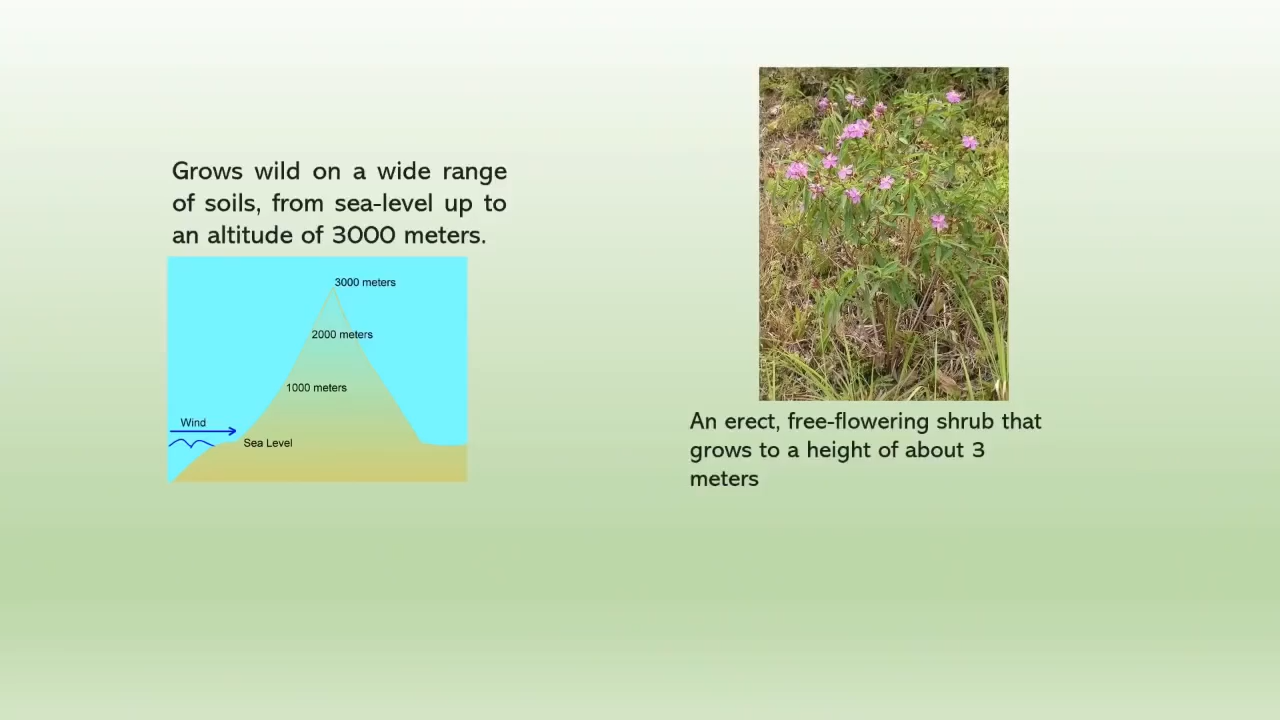 Grows wild on a wide range
of soils, from sea-level up to
an altitude of 3000 meters.
3000 meters
2000 meters
1000 meters
Wind
Sea Level
An erect, free-flowering shrub that
grows to a height of about 3
meters